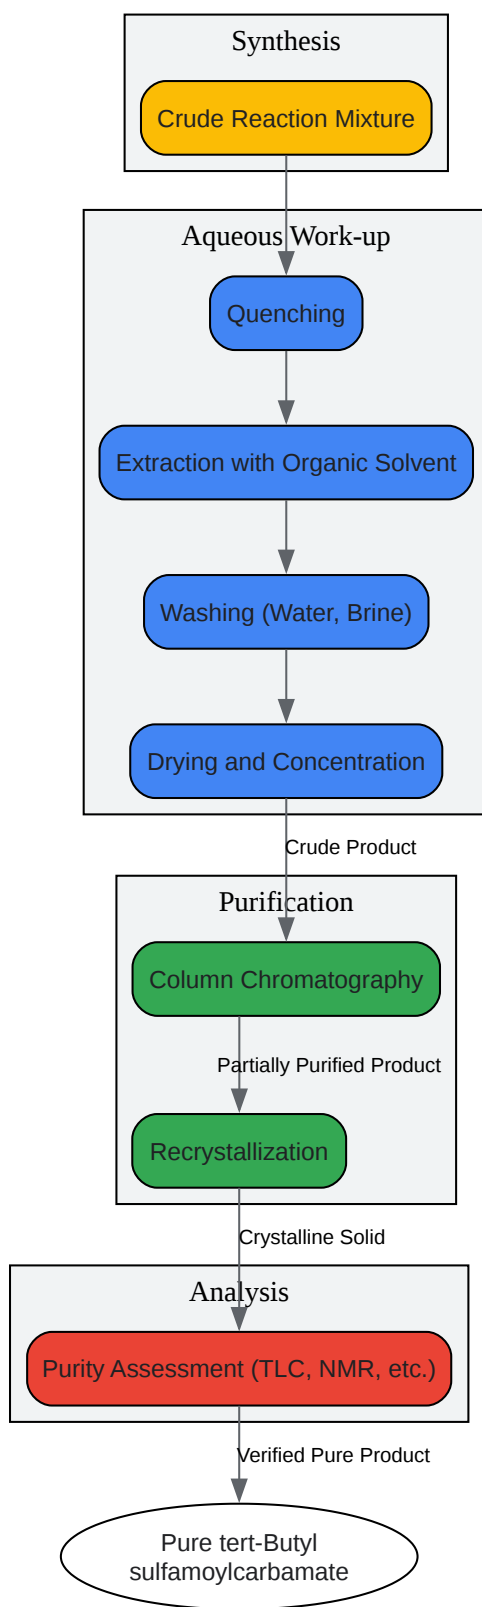 Synthesis
Crude Reaction Mixture
Aqueous Work-up
Quenching
Extraction with Organic Solvent
Washing (Water, Brine)
Drying and Concentration
Crude Product
Purification
Column Chromatography
Partially Purified Product
Recrystallization
Crystalline Solid
Analysis
Purity Assessment (TLC, NMR, etc.)
Verified Pure Product
Pure tert-Butyl
sulfamoylcarbamate